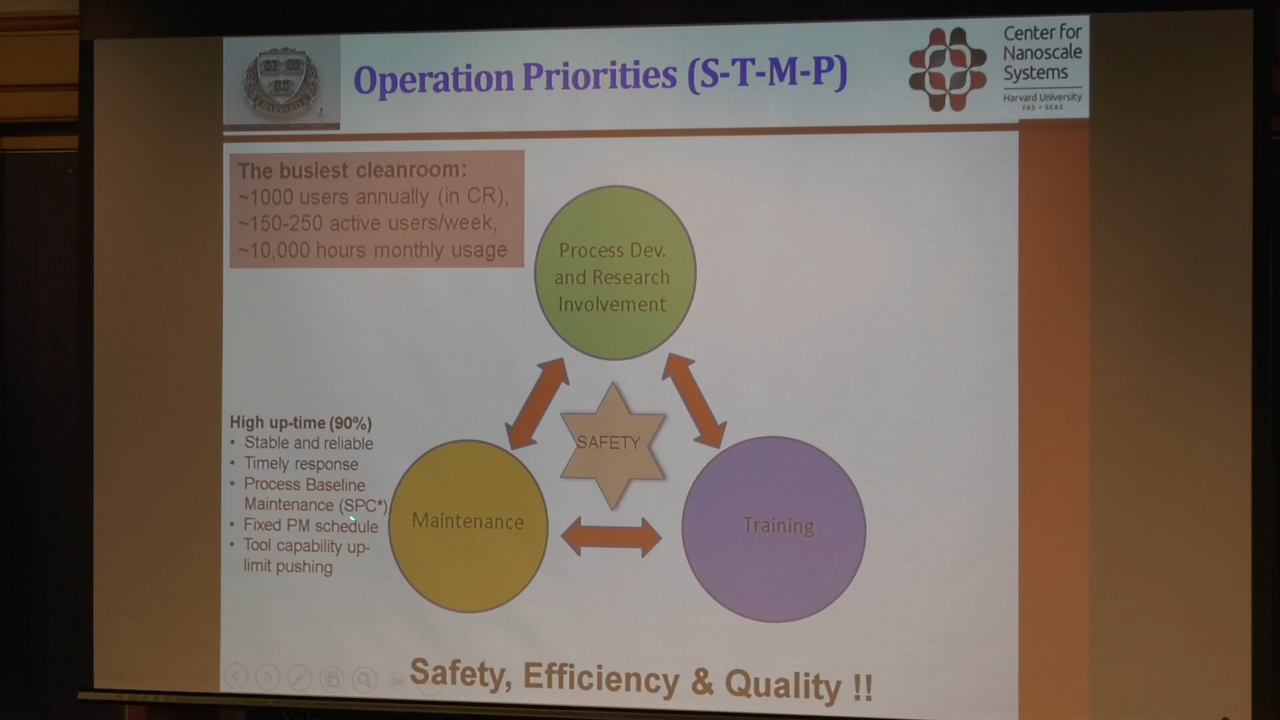 Operation Priorities (S-T-M-P)
Center for
Nanoscale
Systems
Harvard University
FAS • SEAS
The busiest cleanroom:
~1000 users annually (in CR),
~150-250 active users/week,
~10,000 hours monthly usage
Process Dev.
and Research
Involvement
SAFETY
High up-time (90%)
• Stable and reliable
• Timely response
• Process Baseline
Maintenance (SPC*)
• Fixed PM schedule
• Tool capability up-
limit pushing
Maintenance
Training
Safety, Efficiency & Quality !!